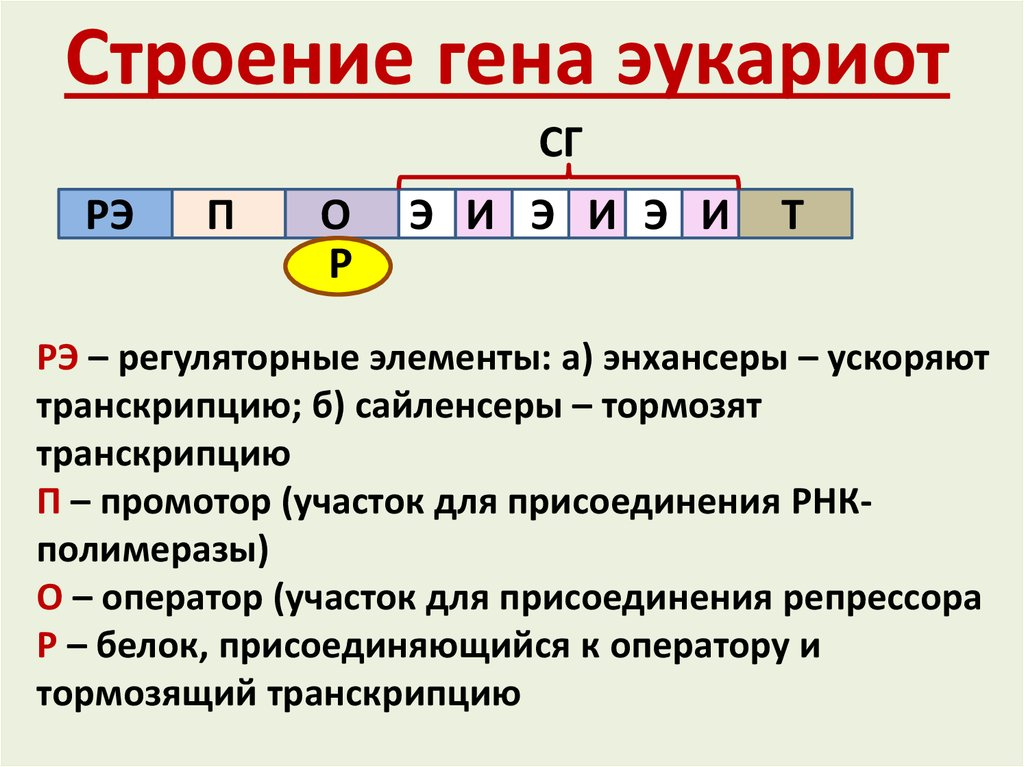 Строение гена эукариот
СГ
РЭ П О Э И Э И Э И Т
Р
РЭ – регуляторные элементы: а) энхансеры – ускоряют
транскрипцию; б) сайленсеры – тормозят
транскрипцию
П – промотор (участок для присоединения РНК-
полимеразы)
О – оператор (участок для присоединения репрессора
Р – белок, присоединяющийся к оператору и
тормозящий транскрипцию